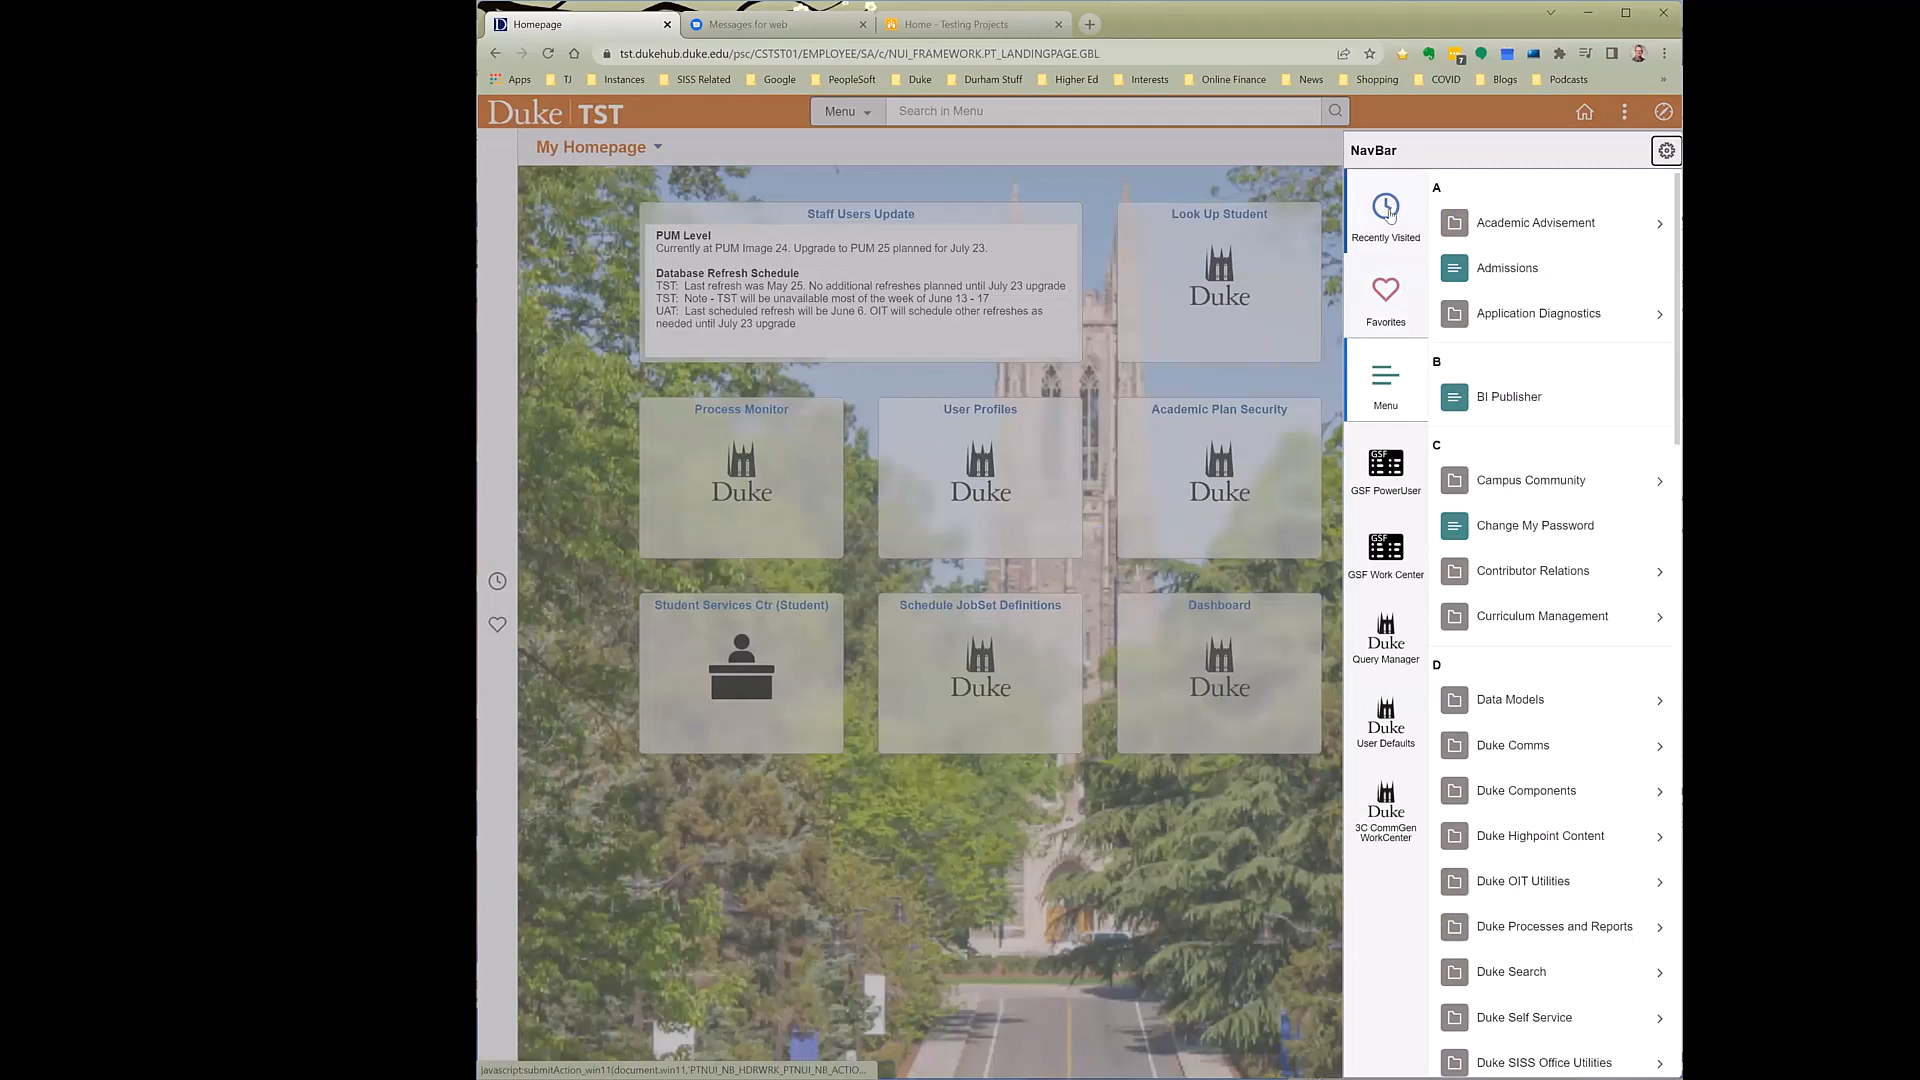 Homepage
Messages for web
Home - Testing Projects
tst.dukehub.duke.edu/psc/CSTST01/EMPLOYEE/SA/c/NUI_FRAMEWORK.PT_LANDINGPAGE.GBL
7
Apps TJ Instances SISS Related Google PeopleSoft Duke Durham Stuff Higher Ed Interests Online Finance News Shopping COVID Blogs Podcasts »
Duke TST
Menu
Search in Menu
My Homepage
Staff Users Update
PUM Level
Currently at PUM Image 24. Upgrade to PUM 25 planned for July 23.
Database Refresh Schedule
TST: Last refresh was May 25. No additional refreshes planned until July 23 upgrade
TST: Note - TST will be unavailable most of the week of June 13 - 17
UAT: Last scheduled refresh will be June 6. OIT will schedule other refreshes as
needed until July 23 upgrade
Look Up Student
Duke
Process Monitor
Duke
User Profiles
Duke
Academic Plan Security
Duke
Student Services Ctr (Student)
Schedule JobSet Definitions
Duke
Dashboard
Duke
NavBar
Recently Visited
Favorites
Menu
GSF
GSF PowerUser
GSF
GSF Work Center
Duke
Query Manager
Duke
User Defaults
Duke
3C CommGen
WorkCenter
A
Academic Advisement
Admissions
Application Diagnostics
B
BI Publisher
C
Campus Community
Change My Password
Contributor Relations
Curriculum Management
D
Data Models
Duke Comms
Duke Components
Duke Highpoint Content
Duke OIT Utilities
Duke Processes and Reports
Duke Search
Duke Self Service
Duke SISS Office Utilities
javascript:submitAction_win11(document.win11,'PTNUI_NB_HDRWRK_PTNUI_NB_ACTIO...